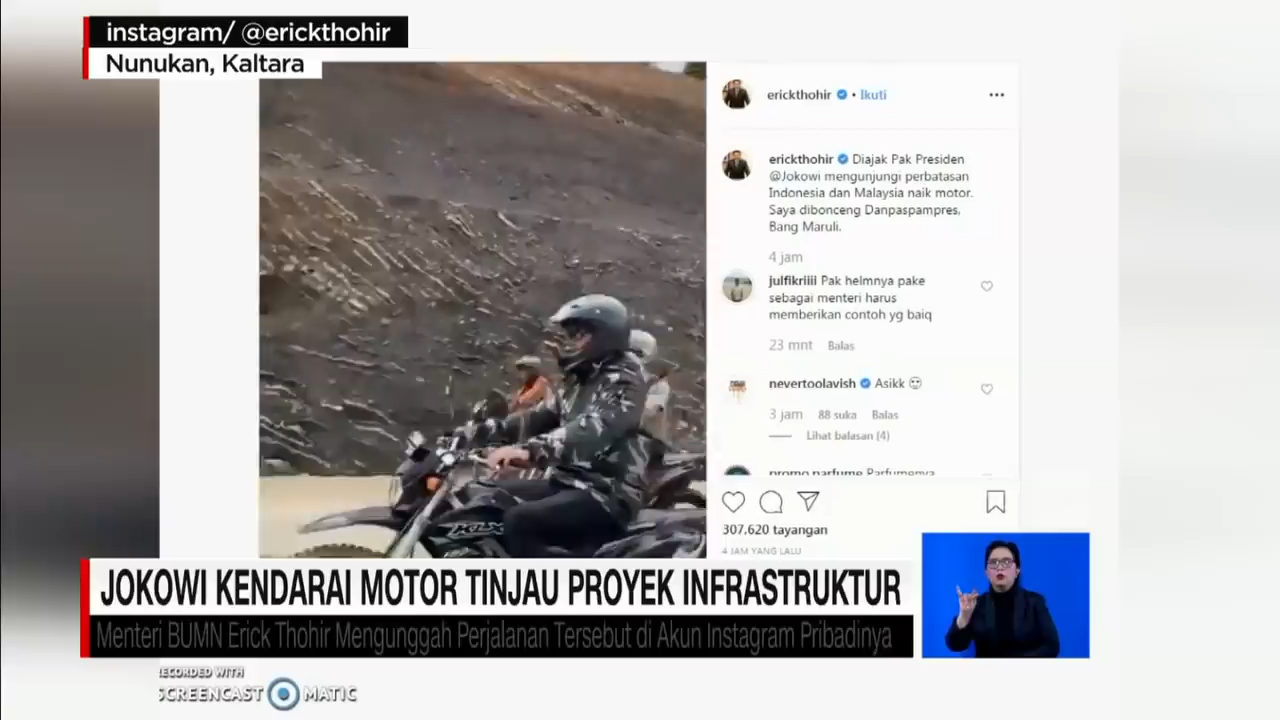 instagram/ @erickthohir
Nunukan, Kaltara
erickthohir • Ikuti
erickthohir Diajak Pak Presiden
@Jokowi mengunjungi perbatasan
Indonesia dan Malaysia naik motor.
Saya dibonceng Danpaspampres,
Bang Maruli.
4 jam
julfikriiii Pak helmnya pake
sebagai menteri harus
memberikan contoh yg baiq
23 mnt Balas
nevertoolavish Asikk
3 jam 88 suka Balas
Lihat balasan (4)
promo.parfume Parfumenya
307.620 tayangan
4 JAM YANG LALU
KLX
JOKOWI KENDARAI MOTOR TINJAU PROYEK INFRASTRUKTUR
Menteri BUMN Erick Thohir Mengunggah Perjalanan Tersebut di Akun Instagram Pribadinya
RECORDED WITH
SCREENCAST MATIC